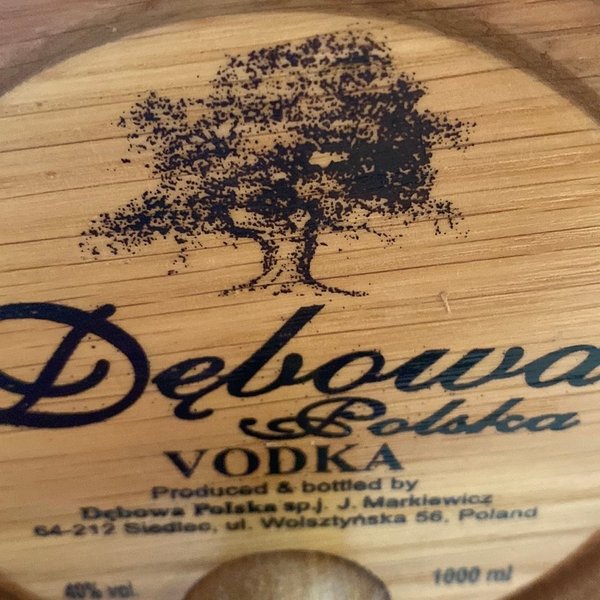 Dębowa
Polska
VODKA
Produced & bottled by
Dębowa Polska sp.j. J. Markiewicz
64-212 Siedlec, ul. Wolsztyńska 56, Poland
40% vol.
1000 ml